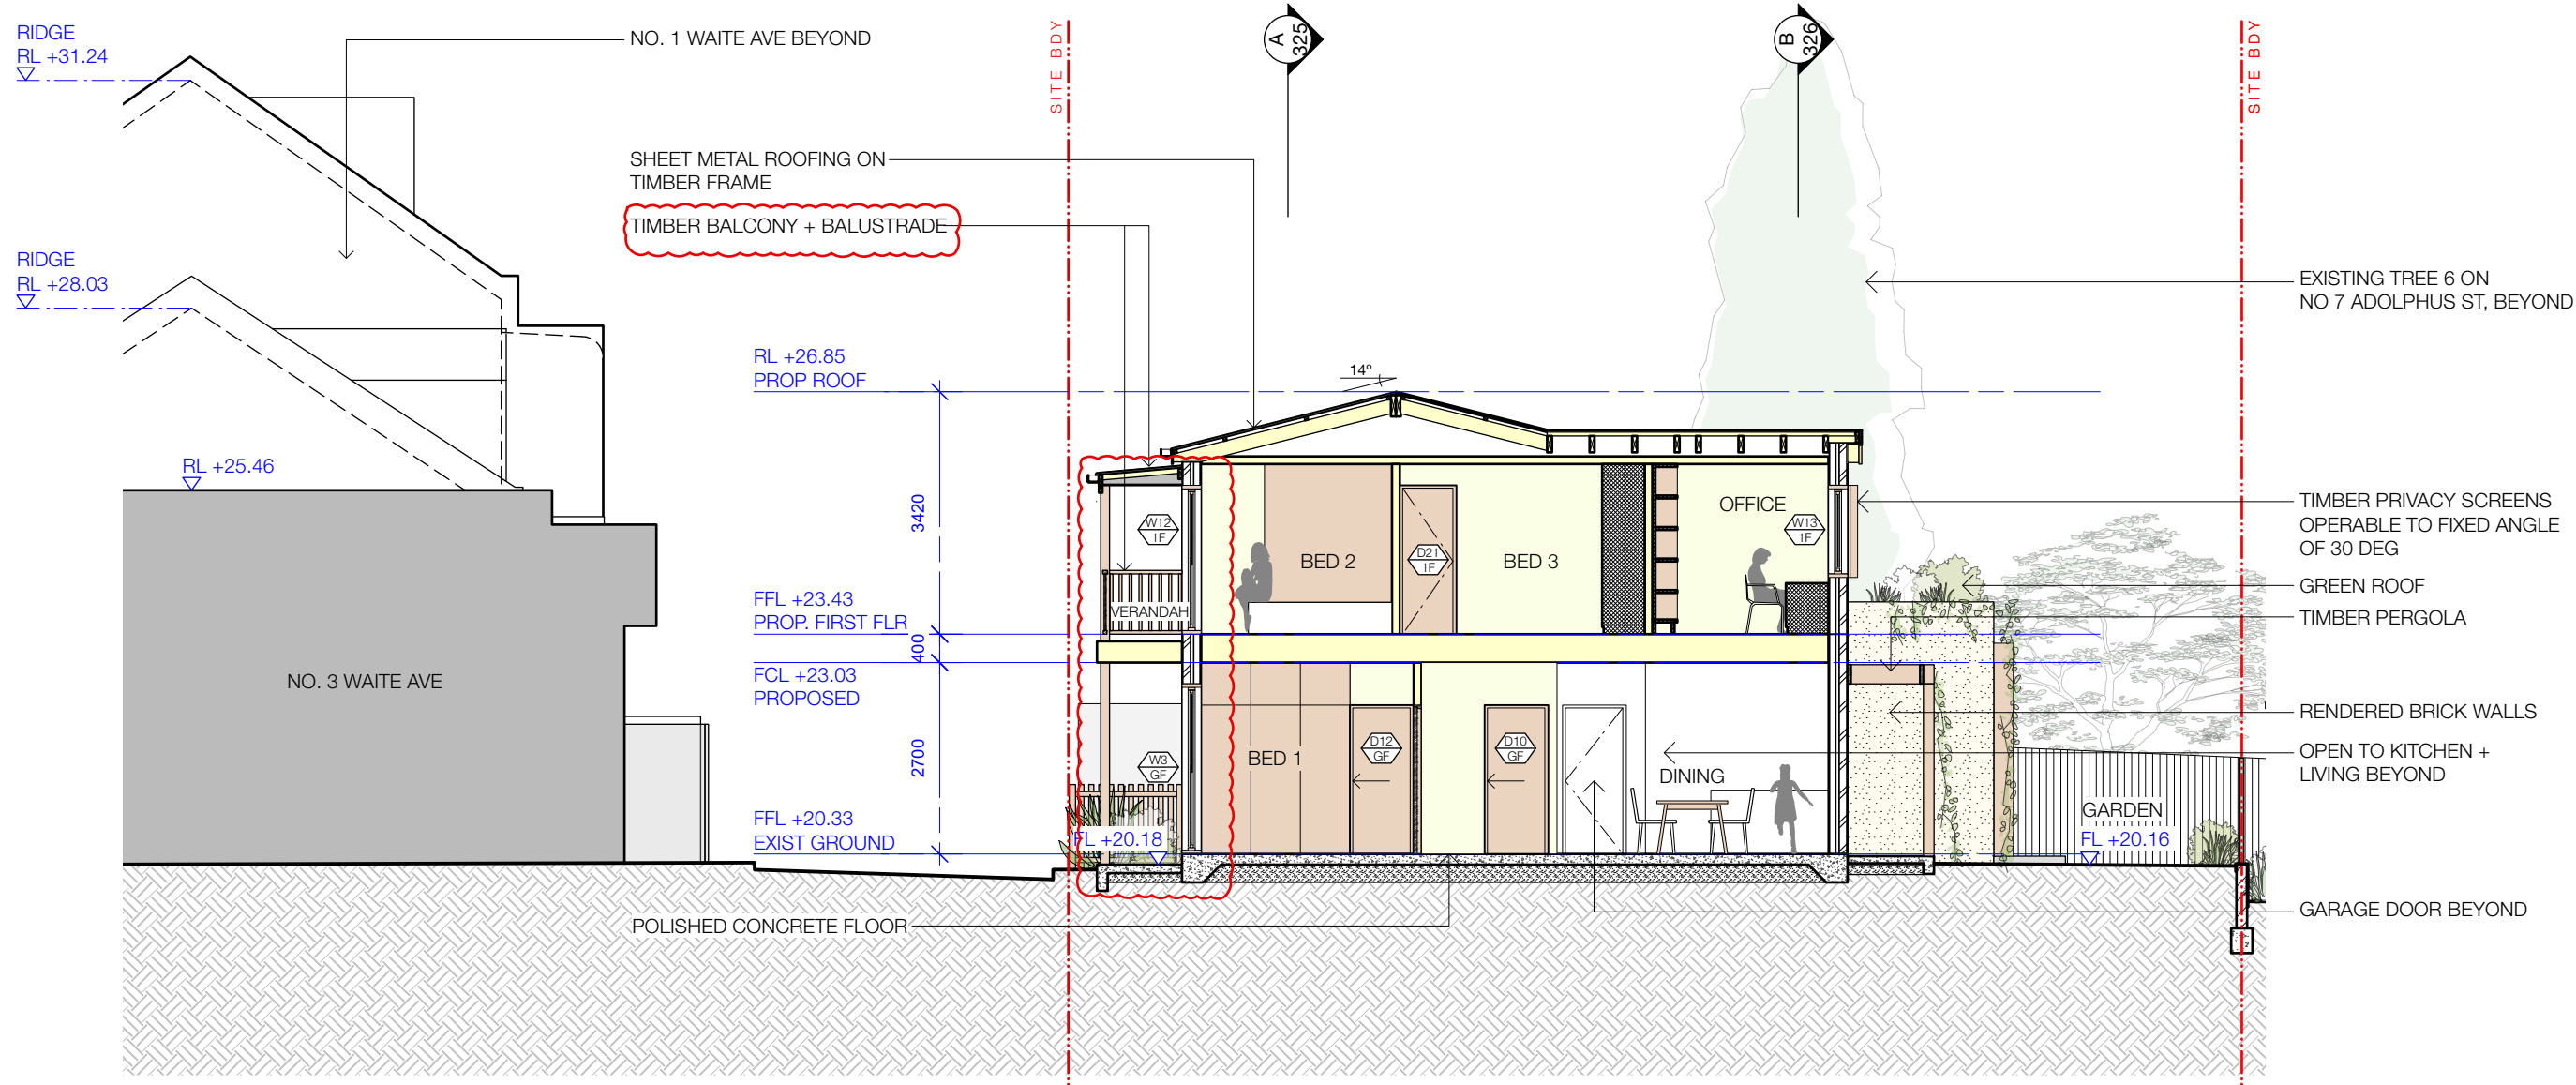 RIDGE
RL +31.24
NO. 1 WAITE AVE BEYOND
SITE BDY
A
325
B
326
SITE BDY
SHEET METAL ROOFING ON
TIMBER FRAME
TIMBER BALCONY + BALUSTRADE
RIDGE
RL +28.03
EXISTING TREE 6 ON
NO 7 ADOLPHUS ST, BEYOND
RL +26.85
PROP ROOF
14°
RL +25.46
3420
OFFICE
TIMBER PRIVACY SCREENS
OPERABLE TO FIXED ANGLE
OF 30 DEG
W12
1F
W13
1F
BED 2
D21
1F
BED 3
GREEN ROOF
FFL +23.43
PROP. FIRST FLR
VERANDAH
TIMBER PERGOLA
400
FCL +23.03
PROPOSED
NO. 3 WAITE AVE
RENDERED BRICK WALLS
2700
W3
GF
BED 1
D12
GF
D10
GF
DINING
OPEN TO KITCHEN +
LIVING BEYOND
GARDEN
FFL +20.33
EXIST GROUND
FL +20.18
FL +20.16
POLISHED CONCRETE FLOOR
GARAGE DOOR BEYOND